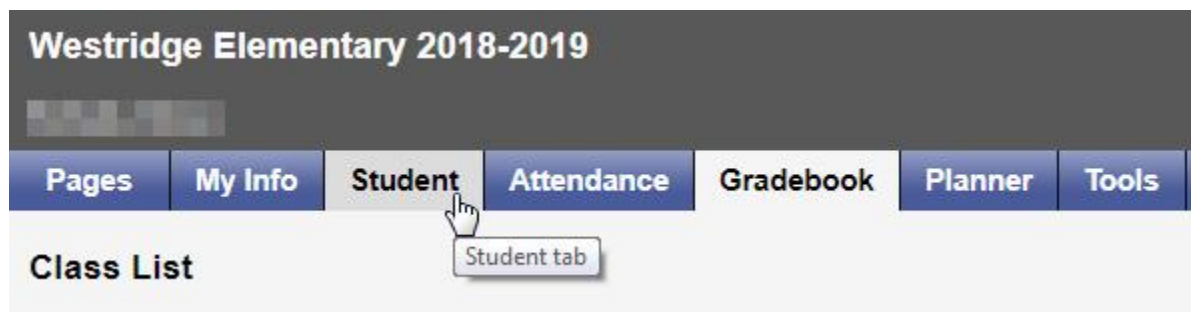 Westridge Elementary 2018-2019
Pages My Info Student Attendance Gradebook Planner Tools
Student tab
Class List